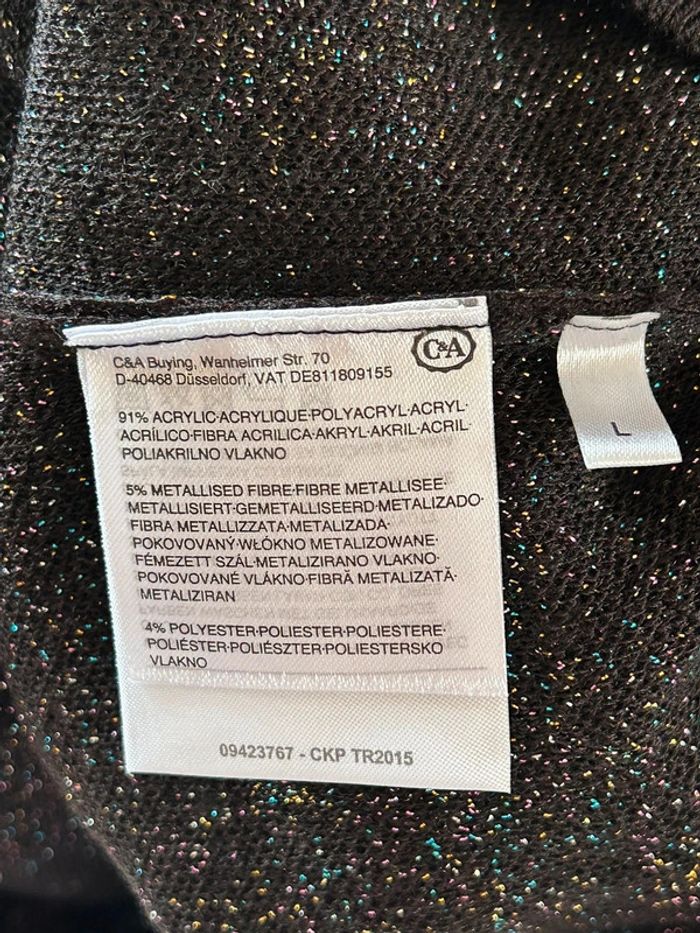 C&A Buying, Wanheimer Str. 70
D-40468 Düsseldorf, VAT DE811809155
C&A
91% ACRYLIC·ACRYLIQUE·POLYACRYL·ACRYL·
ACRÍLICO·FIBRA ACRILICA·AKRYL·AKRIL·ACRIL·
POLIAKRILNO VLAKNO
5% METALLISED FIBRE·FIBRE METALLISEE·
METALLISIERT·GEMETALLISEERD·METALIZADO·
FIBRA METALLIZZATA·METALIZADA·
POKOVOVANÝ·WŁÓKNO METALIZOWANE·
FÉMEZETT SZÁL·METALIZIRANO VLAKNO·
POKOVOVANÉ VLÁKNO·FIBRĂ METALIZATĂ·
METALIZIRAN
4% POLYESTER·POLIESTER·POLIESTERE·
POLIÉSTER·POLIÉSZTER·POLIESTERSKO
VLAKNO
09423767 - CKP TR2015
L